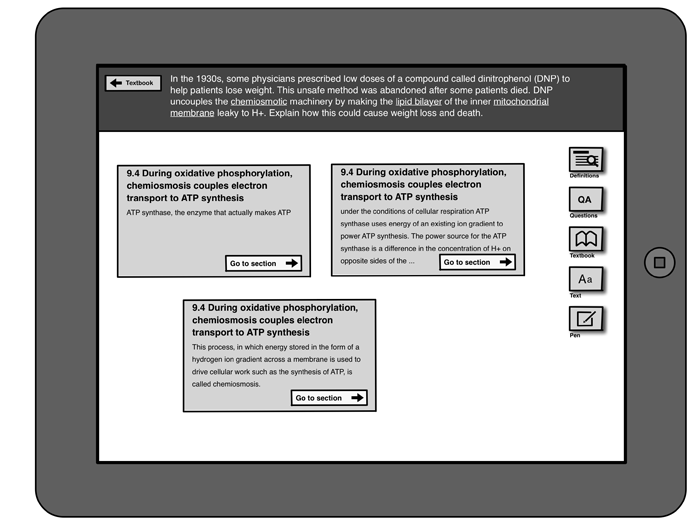 Textbook
In the 1930s, some physicians prescribed low doses of a compound called dinitrophenol (DNP) to
help patients lose weight. This unsafe method was abandoned after some patients died. DNP
uncouples the chemiosmotic machinery by making the lipid bilayer of the inner mitochondrial
membrane leaky to H+. Explain how this could cause weight loss and death.
9.4 During oxidative phosphorylation,
chemiosmosis couples electron
transport to ATP synthesis
ATP synthase, the enzyme that actually makes ATP
Go to section
9.4 During oxidative phosphorylation,
chemiosmosis couples electron
transport to ATP synthesis
under the conditions of cellular respiration ATP
synthase uses energy of an existing ion gradient to
power ATP synthesis. The power source for the ATP
synthase is a difference in the concentration of H+ on
opposite sides of the ...
Go to section
9.4 During oxidative phosphorylation,
chemiosmosis couples electron
transport to ATP synthesis
This process, in which energy stored in the form of a
hydrogen ion gradient across a membrane is used to
drive cellular work such as the synthesis of ATP, is
called chemiosmosis.
Go to section
Definitions
QA
Questions
Textbook
Aa
Text
Pen